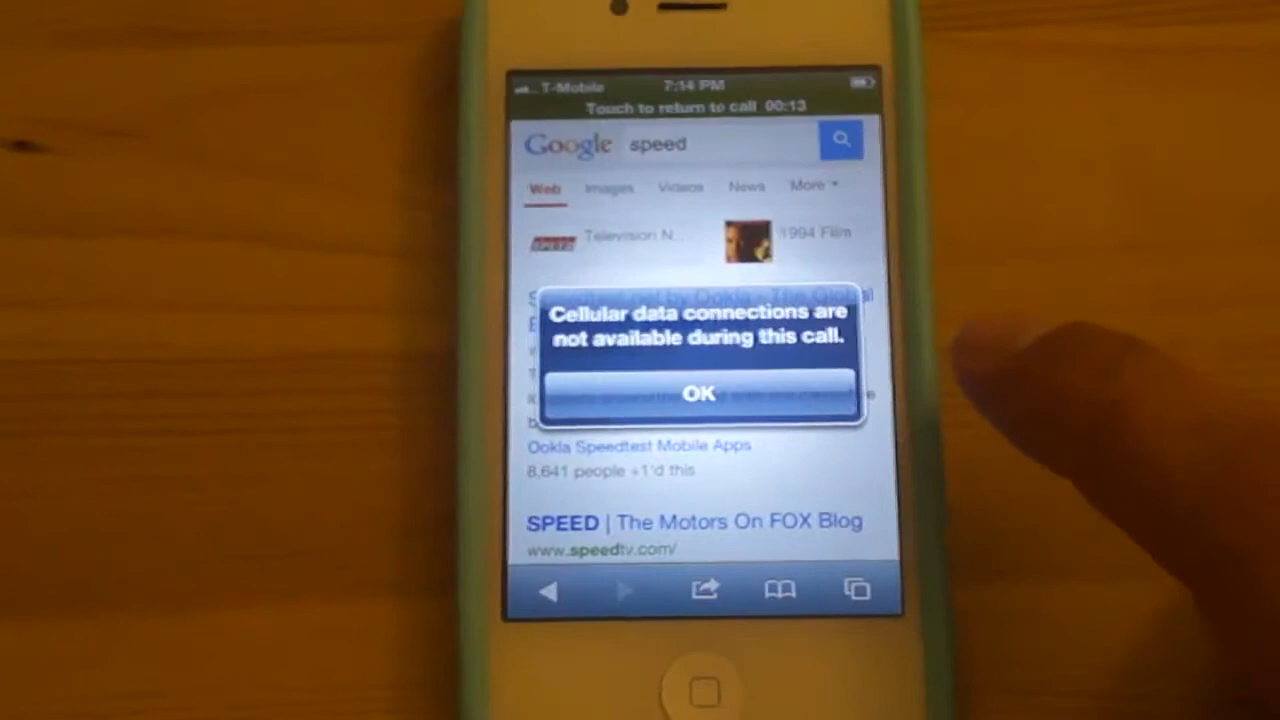 T-Mobile 7:14 PM
Touch to return to call 00:13
Google speed
Web Images Videos News More
SPEED Television N... 1994 Film
Cellular data connections are
not available during this call.
OK
Ookla Speedtest Mobile Apps
8,641 people +1'd this
SPEED | The Motors On FOX Blog
www.speedtv.com/